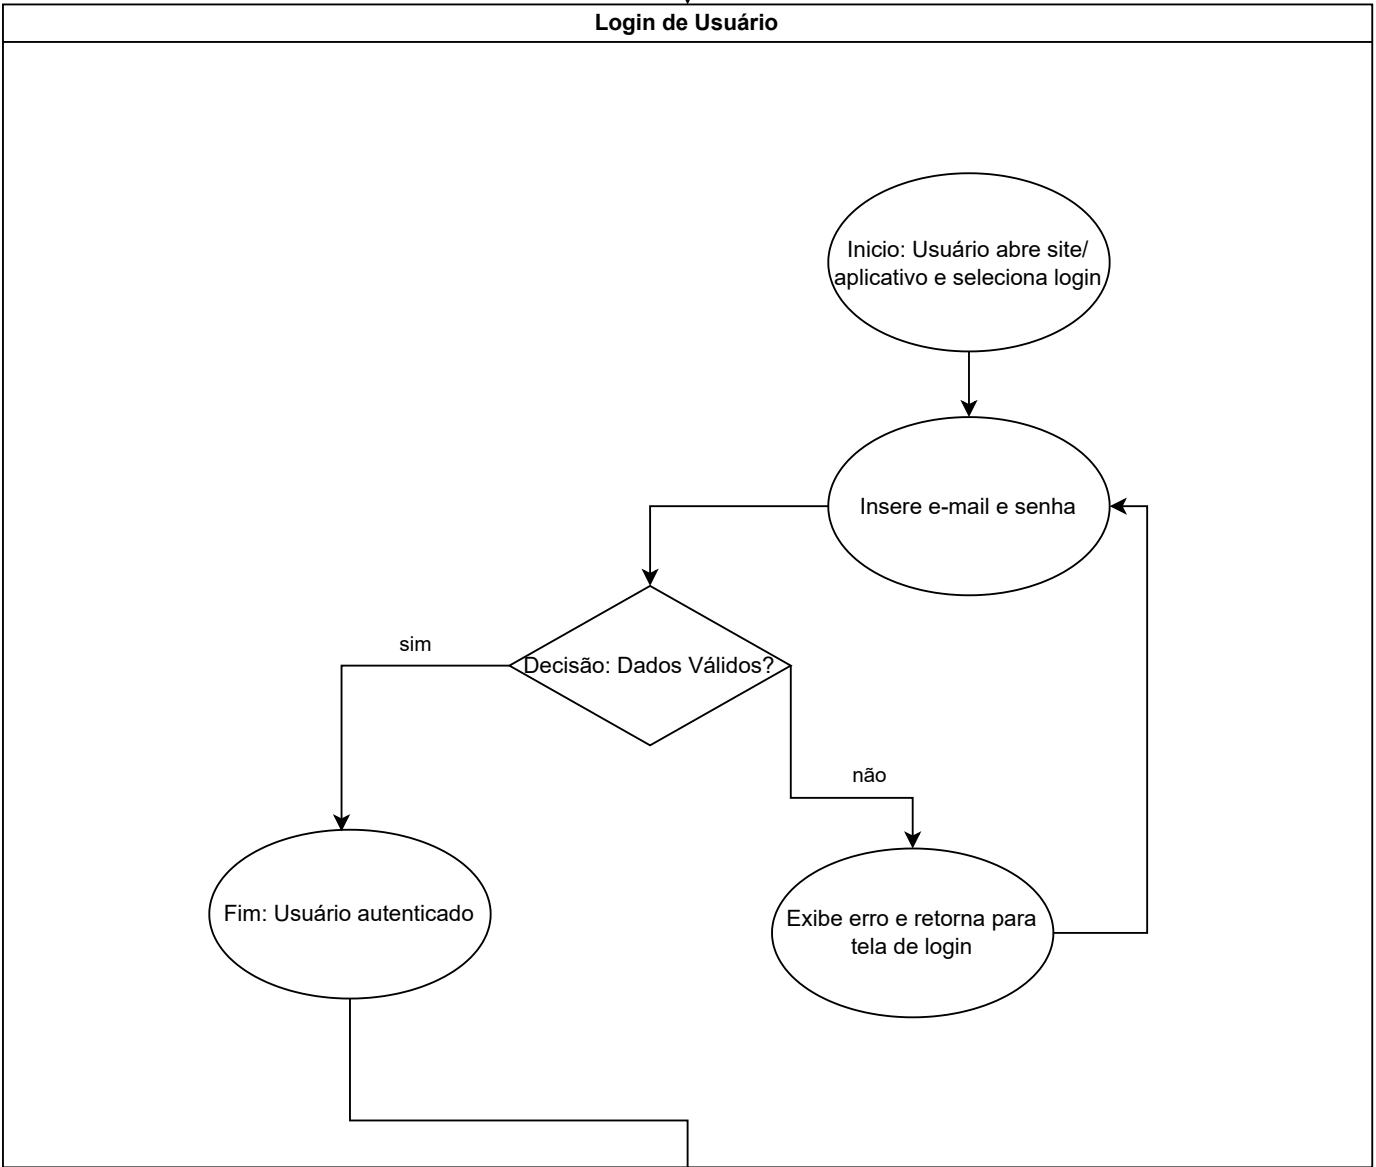 Login de Usuário
Inicio: Usuário abre site/
aplicativo e seleciona login
Insere e-mail e senha
sim
Decisão: Dados Válidos?
não
Fim: Usuário autenticado
Exibe erro e retorna para
tela de login